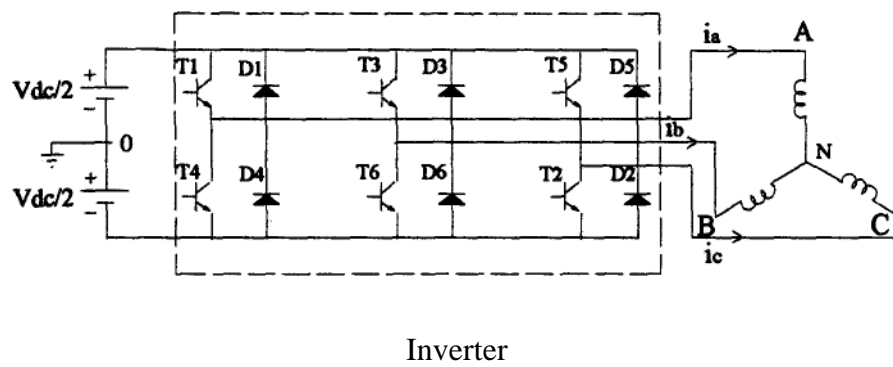 ia
A
T1
D1
T3
D3
T5
D5
+
Vdc/2
−
ib
0
N
T4
D4
T6
D6
T2
D2
+
Vdc/2
−
B
C
ic
Inverter